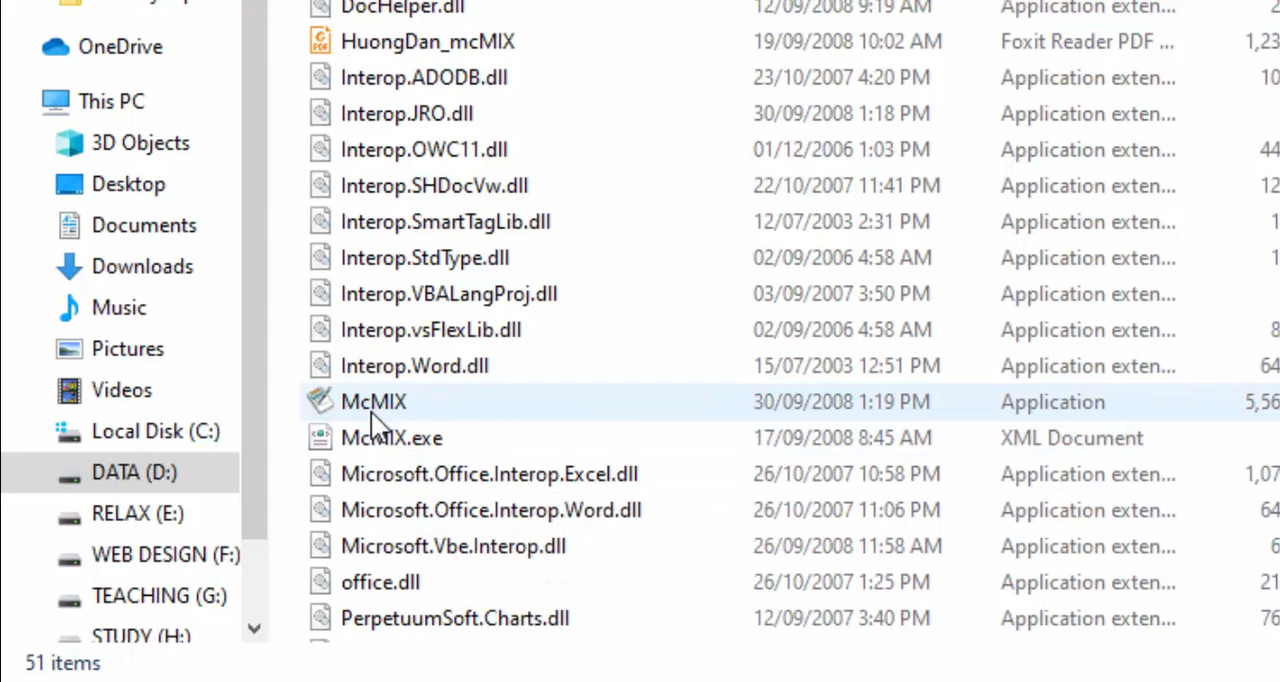 DocHelper.dll 12/09/2008 9:19 AM Application exten... 2
OneDrive
This PC
3D Objects
Desktop
Documents
Downloads
Music
Pictures
Videos
Local Disk (C:)
DATA (D:)
RELAX (E:)
WEB DESIGN (F:)
TEACHING (G:)
STUDY (H:)
HuongDan_mcMIX 19/09/2008 10:02 AM Foxit Reader PDF ... 1,23
Interop.ADODB.dll 23/10/2007 4:20 PM Application exten... 10
Interop.JRO.dll 30/09/2008 1:18 PM Application exten...
Interop.OWC11.dll 01/12/2006 1:03 PM Application exten... 44
Interop.SHDocVw.dll 22/10/2007 11:41 PM Application exten... 12
Interop.SmartTagLib.dll 12/07/2003 2:31 PM Application exten... 1
Interop.StdType.dll 02/09/2006 4:58 AM Application exten... 1
Interop.VBALangProj.dll 03/09/2007 3:50 PM Application exten...
Interop.vsFlexLib.dll 02/09/2006 4:58 AM Application exten... 8
Interop.Word.dll 15/07/2003 12:51 PM Application exten... 64
McMIX 30/09/2008 1:19 PM Application 5,56
McMIX.exe 17/09/2008 8:45 AM XML Document
Microsoft.Office.Interop.Excel.dll 26/10/2007 10:58 PM Application exten... 1,07
Microsoft.Office.Interop.Word.dll 26/10/2007 11:06 PM Application exten... 64
Microsoft.Vbe.Interop.dll 26/09/2008 11:58 AM Application exten... 6
office.dll 26/10/2007 1:25 PM Application exten... 21
PerpetuumSoft.Charts.dll 12/09/2008 3:40 PM Application exten... 76
51 items